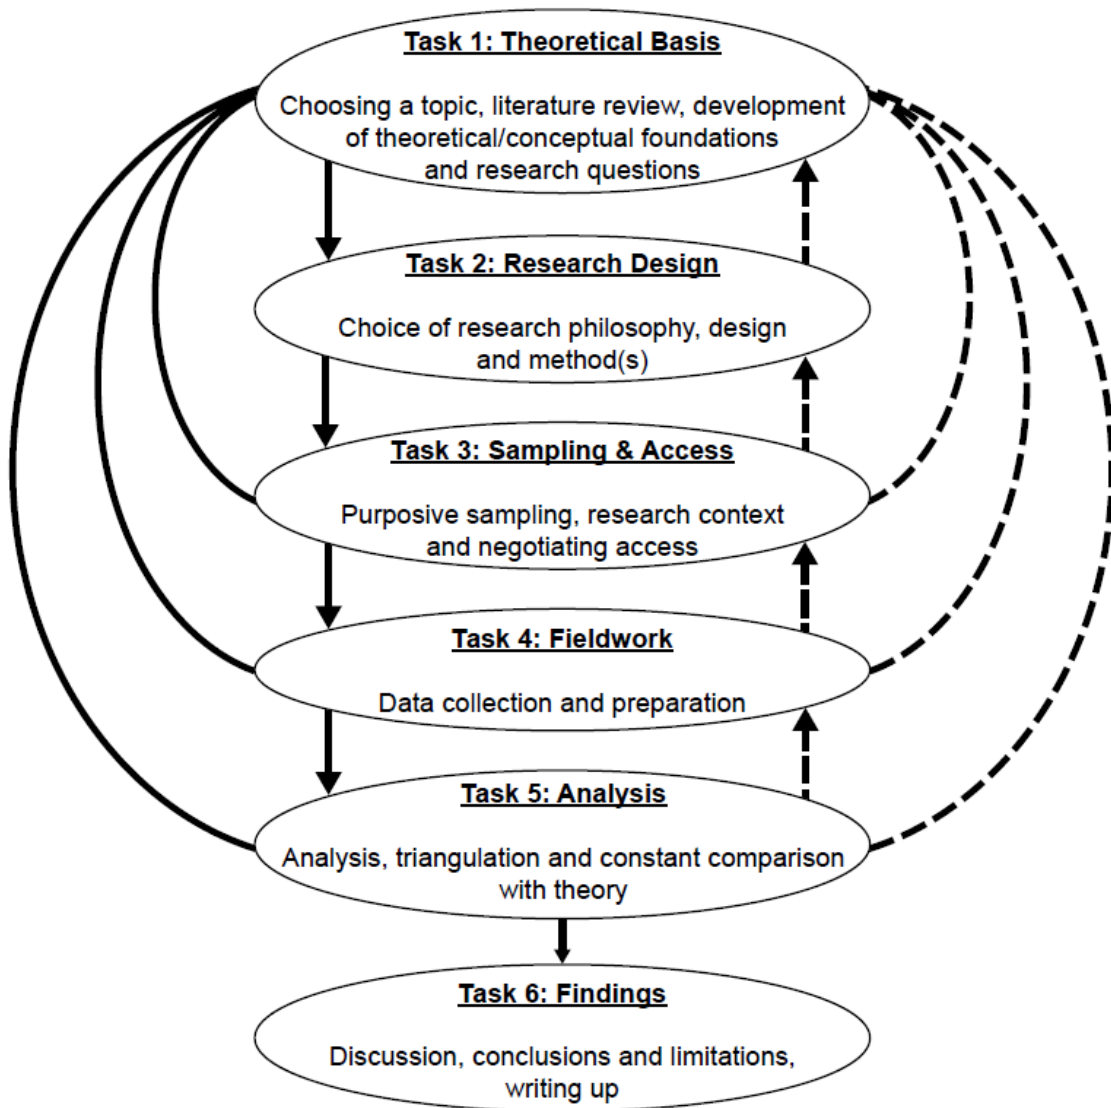 Task 1: Theoretical Basis
Choosing a topic, literature review, development
of theoretical/conceptual foundations
and research questions
Task 2: Research Design
Choice of research philosophy, design
and method(s)
Task 3: Sampling & Access
Purposive sampling, research context
and negotiating access
Task 4: Fieldwork
Data collection and preparation
Task 5: Analysis
Analysis, triangulation and constant comparison
with theory
Task 6: Findings
Discussion, conclusions and limitations,
writing up